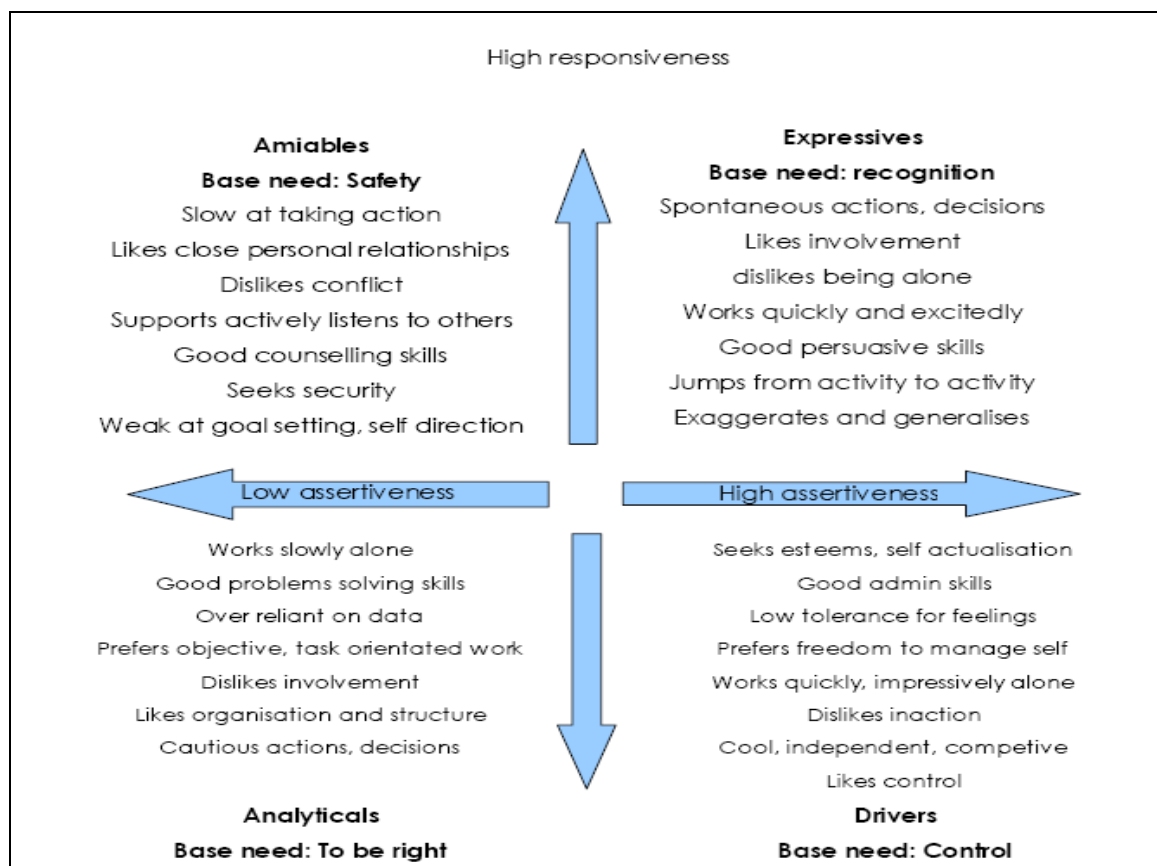 High responsiveness
Amiables
Base need: Safety
Slow at taking action
Likes close personal relationships
Dislikes conflict
Supports actively listens to others
Good counselling skills
Seeks security
Weak at goal setting, self direction
Expressives
Base need: recognition
Spontaneous actions, decisions
Likes involvement
dislikes being alone
Works quickly and excitedly
Good persuasive skills
Jumps from activity to activity
Exaggerates and generalises
Low assertiveness
High assertiveness
Works slowly alone
Good problems solving skills
Over reliant on data
Prefers objective, task orientated work
Dislikes involvement
Likes organisation and structure
Cautious actions, decisions
Analyticals
Base need: To be right
Seeks esteems, self actualisation
Good admin skills
Low tolerance for feelings
Prefers freedom to manage self
Works quickly, impressively alone
Dislikes inaction
Cool, independent, competive
Likes control
Drivers
Base need: Control